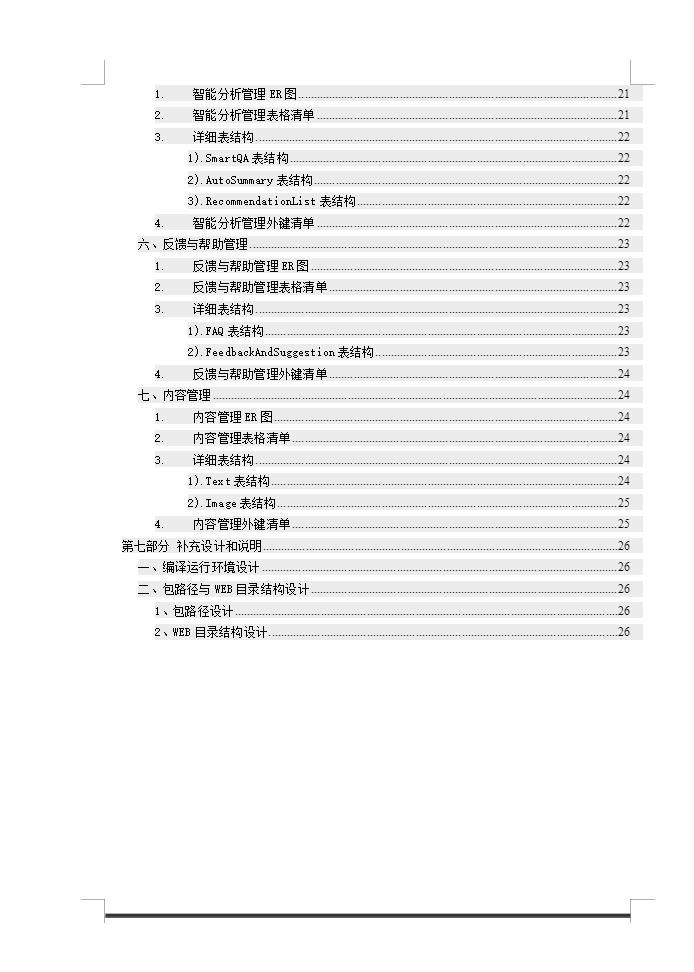 1. 智能分析管理 ER 图 21
2. 智能分析管理表格清单 21
3. 详细表结构 22
1).SmartQA 表结构 22
2).AutoSummary 表结构 22
3).RecommendationList 表结构 22
4. 智能分析管理外键清单 22
六、反馈与帮助管理 23
1. 反馈与帮助管理 ER 图 23
2. 反馈与帮助管理表格清单 23
3. 详细表结构 23
1).FAQ 表结构 23
2).FeedbackAndSuggestion 表结构 23
4. 反馈与帮助管理外键清单 24
七、内容管理 24
1. 内容管理 ER 图 24
2. 内容管理表格清单 24
3. 详细表结构 24
1).Text 表结构 24
2).Image 表结构 25
4. 内容管理外键清单 25
第七部分 补充设计和说明 26
一、编译运行环境设计 26
二、包路径与 WEB 目录结构设计 26
1、包路径设计 26
2、WEB 目录结构设计 26